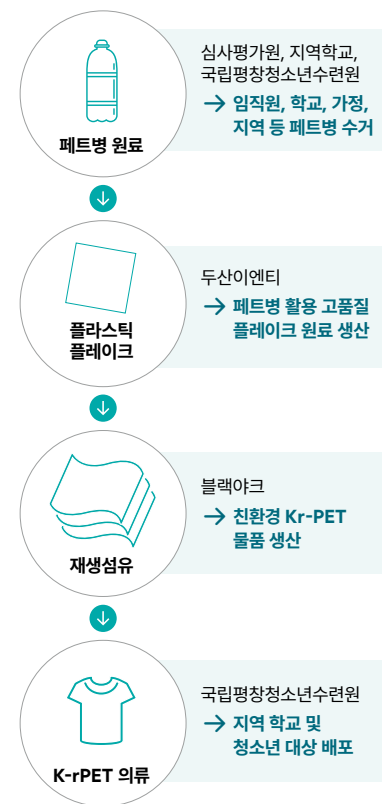 페트병 원료
심사평가원, 지역학교,
국립평창청소년수련원
→ 임직원, 학교, 가정,
지역 등 페트병 수거
플라스틱
플레이크
두산이엔티
→ 페트병 활용 고품질
플레이크 원료 생산
재생섬유
블랙야크
→ 친환경 Kr-PET
물품 생산
K-rPET 의류
국립평창청소년수련원
→ 지역 학교 및
청소년 대상 배포